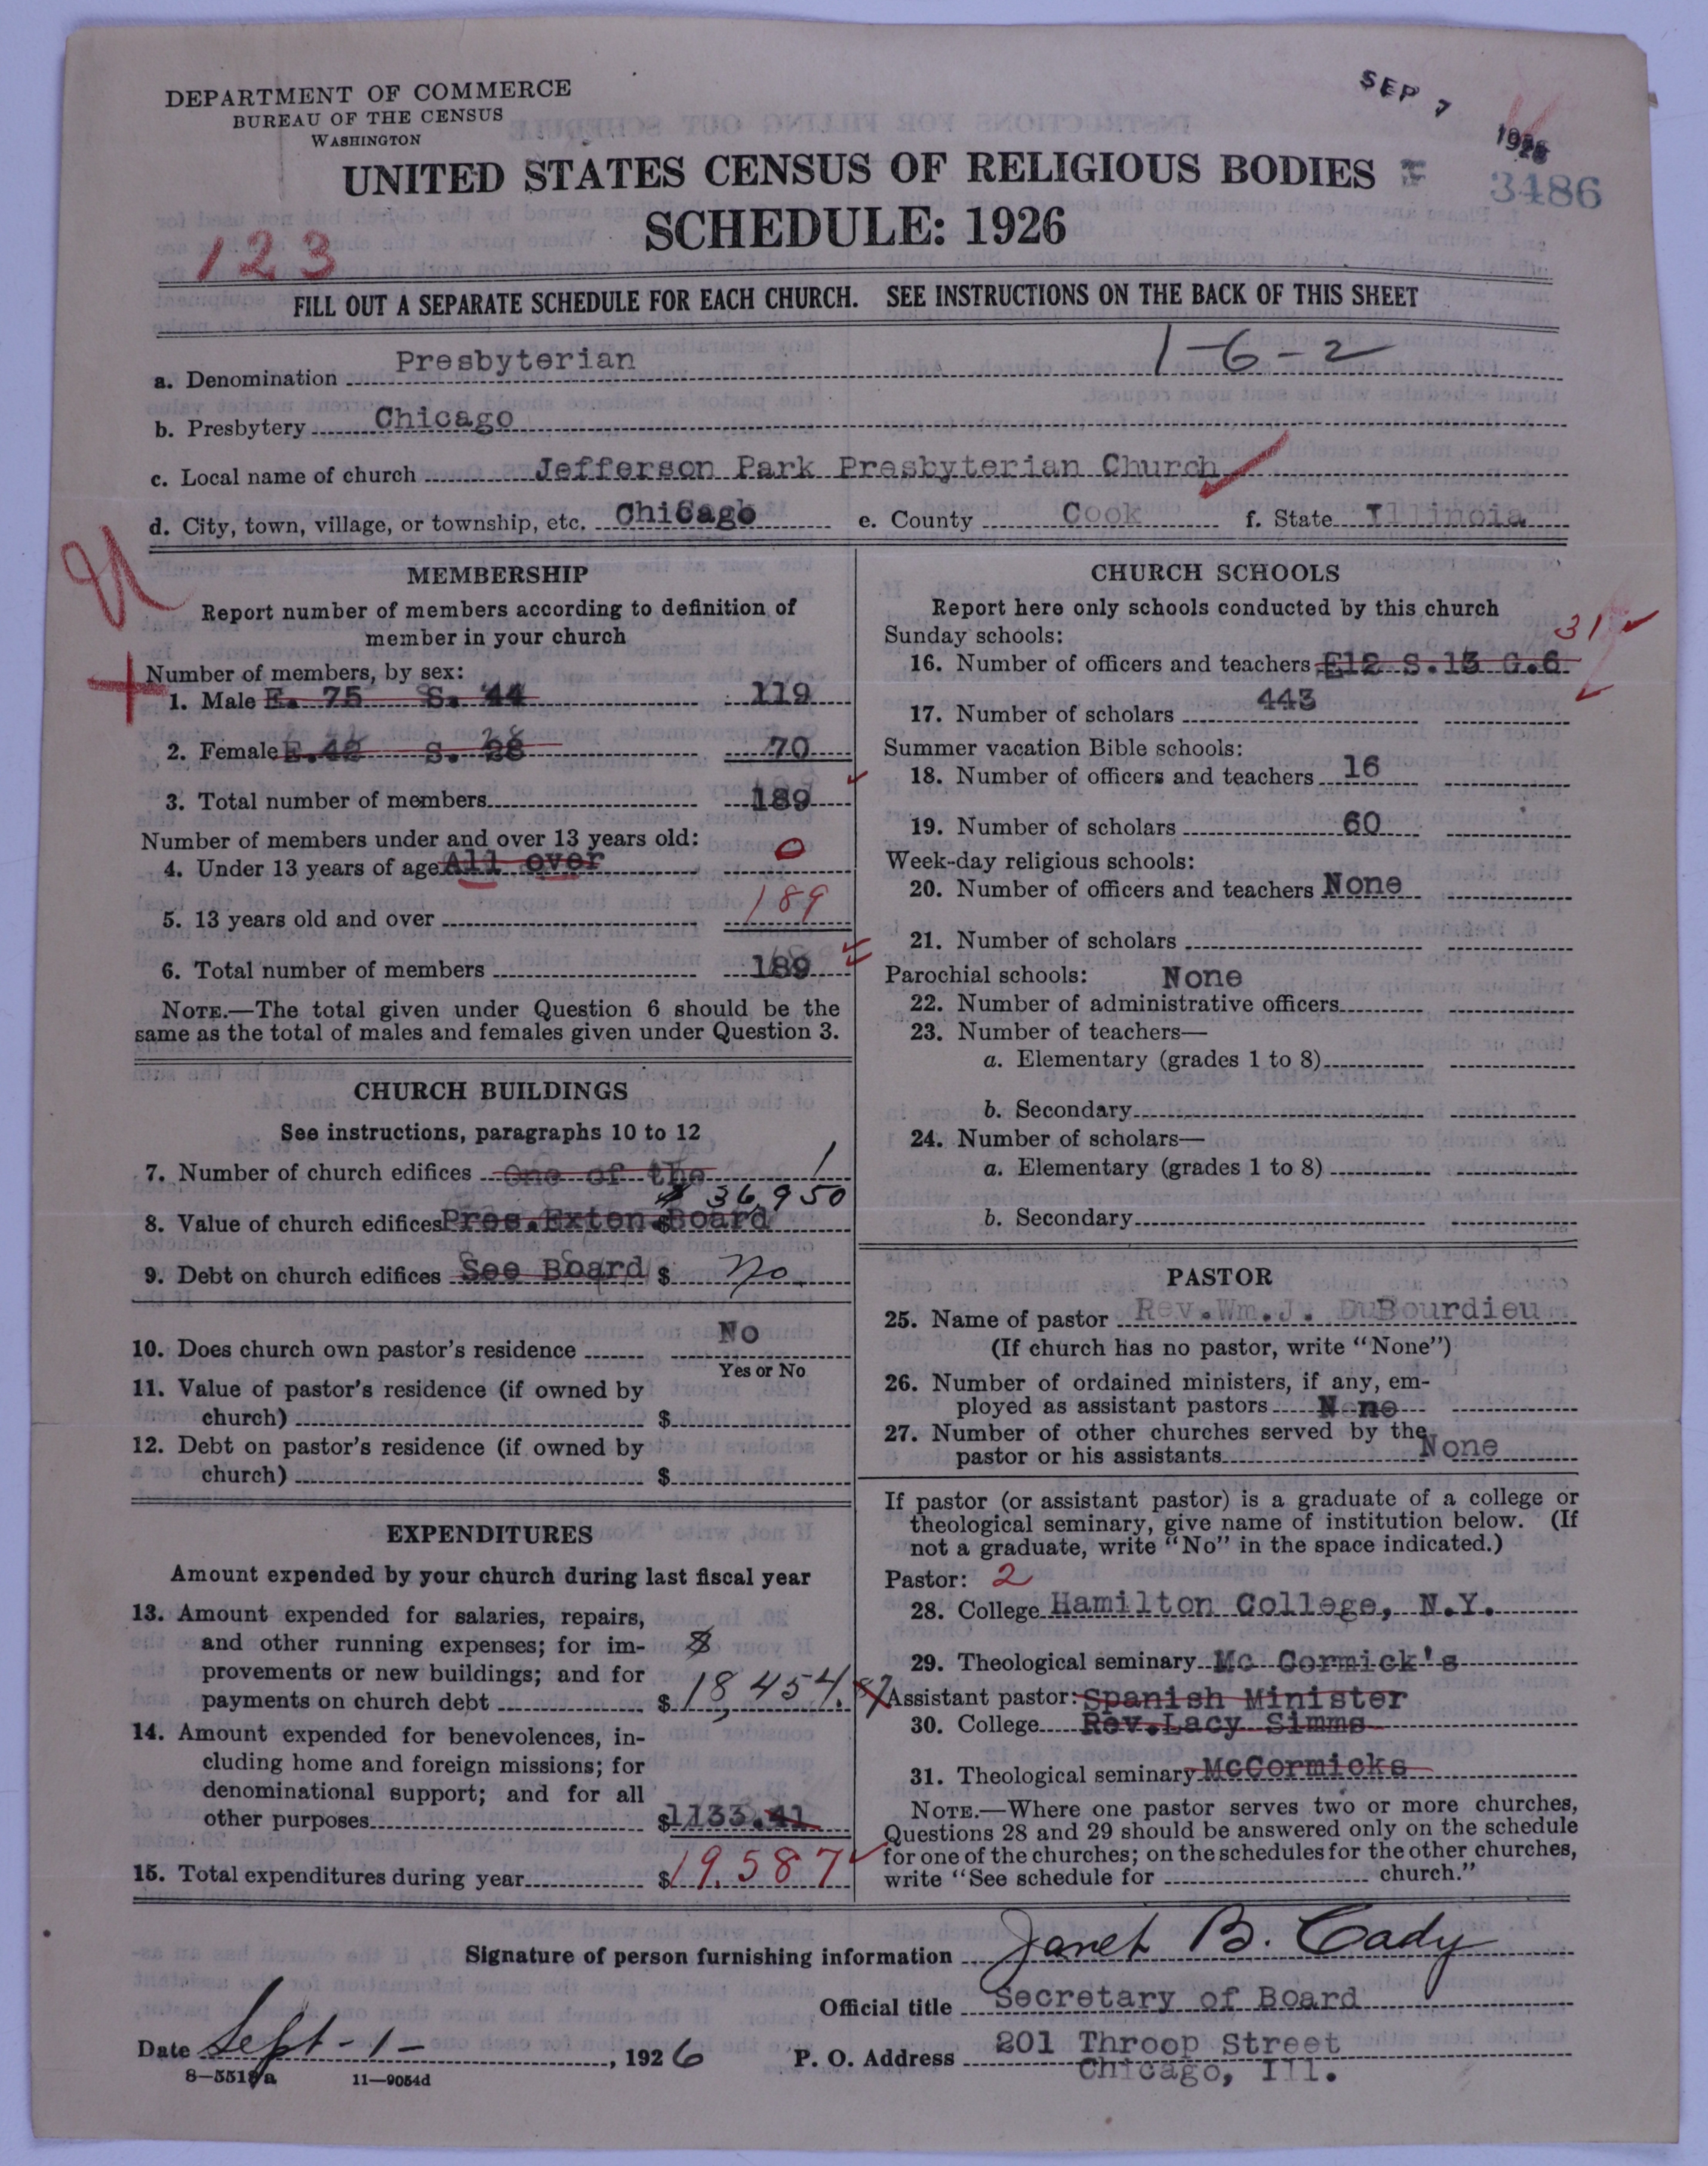 DEPARTMENT OF COMMERCE
BUREAU OF THE CENSUS
WASHINGTON
SEP 7 1926
UNITED STATES CENSUS OF RELIGIOUS BODIES
3486
SCHEDULE: 1926
123
FILL OUT A SEPARATE SCHEDULE FOR EACH CHURCH. SEE INSTRUCTIONS ON THE BACK OF THIS SHEET
1-6-2
a. Denomination Presbyterian
b. Presbytery Chicago
c. Local name of church Jefferson Park Presbyterian Church
d. City, town, village, or township, etc. Chicago e. County Cook f. State Illinois
MEMBERSHIP
Report number of members according to definition of
member in your church
Number of members, by sex:
1. Male E. 75 S. 44 119
2. Female E. 42 S. 28 70
3. Total number of members 189
Number of members under and over 13 years old:
4. Under 13 years of age All over 0
5. 13 years old and over 189
6. Total number of members 189
NOTE.—The total given under Question 6 should be the
same as the total of males and females given under Question 3.
CHURCH BUILDINGS
See instructions, paragraphs 10 to 12
7. Number of church edifices One of the 1
$ 36,950
8. Value of church edifices Pres. Exten. $ Board
9. Debt on church edifices See Board $ No.
10. Does church own pastor's residence No
Yes or No
11. Value of pastor's residence (if owned by
church) $
12. Debt on pastor's residence (if owned by
church) $
EXPENDITURES
Amount expended by your church during last fiscal year
13. Amount expended for salaries, repairs,
and other running expenses; for im- $
provements or new buildings; and for
payments on church debt $ 18,454.87
14. Amount expended for benevolences, in-
cluding home and foreign missions; for
denominational support; and for all
other purposes $1133.41
15. Total expenditures during year $19.587
CHURCH SCHOOLS
Report here only schools conducted by this church
Sunday schools: 31
16. Number of officers and teachers E12 S.13 G.6
17. Number of scholars 443
Summer vacation Bible schools:
18. Number of officers and teachers 16
19. Number of scholars 60
Week-day religious schools:
20. Number of officers and teachers None
21. Number of scholars
Parochial schools: None
22. Number of administrative officers
23. Number of teachers—
a. Elementary (grades 1 to 8)
b. Secondary
24. Number of scholars—
a. Elementary (grades 1 to 8)
b. Secondary
PASTOR
25. Name of pastor Rev.Wm.J. DuBourdieu
(If church has no pastor, write "None")
26. Number of ordained ministers, if any, em-
ployed as assistant pastors None
27. Number of other churches served by the
pastor or his assistants None
If pastor (or assistant pastor) is a graduate of a college or
theological seminary, give name of institution below. (If
not a graduate, write "No" in the space indicated.)
Pastor: 2
28. College Hamilton College, N.Y.
29. Theological seminary Mc Cormick's
Assistant pastor: Spanish Minister
30. College Rev. Lacy Simms
31. Theological seminary McCormicks
NOTE.—Where one pastor serves two or more churches,
Questions 28 and 29 should be answered only on the schedule
for one of the churches; on the schedules for the other churches,
write "See schedule for church."
Signature of person furnishing information Janet B. Cady
Official title Secretary of Board
Date Sept-1- , 1926 P. O. Address 201 Throop Street
Chicago, Ill.
8-5518a 11-9054d